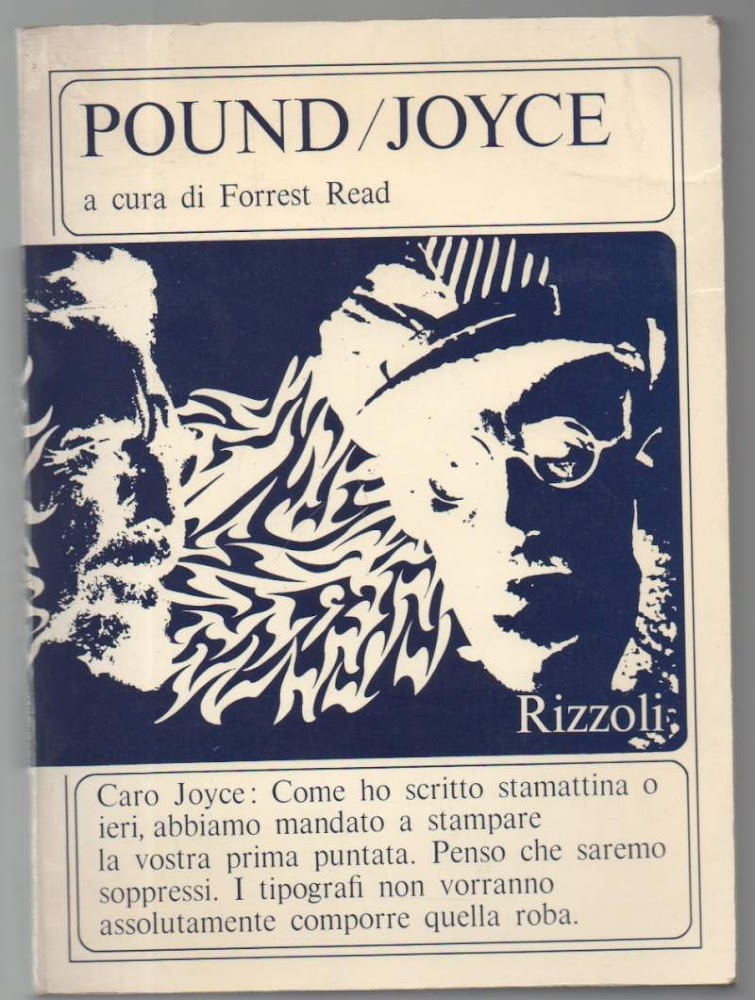 POUND/JOYCE
a cura di Forrest Read
Rizzoli
Caro Joyce: Come ho scritto stamattina o
ieri, abbiamo mandato a stampare
la vostra prima puntata. Penso che saremo
soppressi. I tipografi non vorranno
assolutamente comporre quella roba.